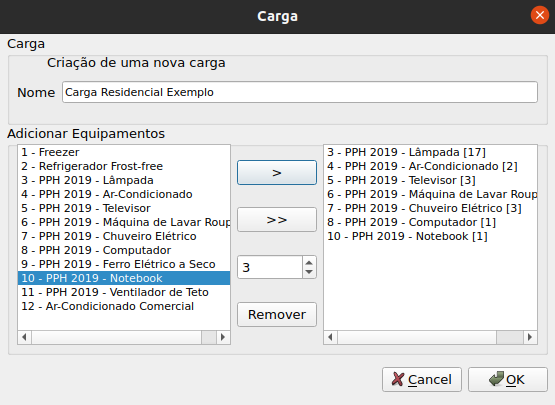 Carga
Carga
Criação de uma nova carga
Nome
Carga Residencial Exemplo
Adicionar Equipamentos
1 - Freezer
2 - Refrigerador Frost-free
3 - PPH 2019 - Lâmpada
4 - PPH 2019 - Ar-Condicionado
5 - PPH 2019 - Televisor
6 - PPH 2019 - Máquina de Lavar Roup
7 - PPH 2019 - Chuveiro Elétrico
8 - PPH 2019 - Computador
9 - PPH 2019 - Ferro Elétrico a Seco
10 - PPH 2019 - Notebook
11 - PPH 2019 - Ventilador de Teto
12 - Ar-Condicionado Comercial
>
>>
3
Remover
3 - PPH 2019 - Lâmpada [17]
4 - PPH 2019 - Ar-Condicionado [2]
5 - PPH 2019 - Televisor [3]
6 - PPH 2019 - Máquina de Lavar Roup
7 - PPH 2019 - Chuveiro Elétrico [3]
8 - PPH 2019 - Computador [1]
10 - PPH 2019 - Notebook [1]
Cancel
OK